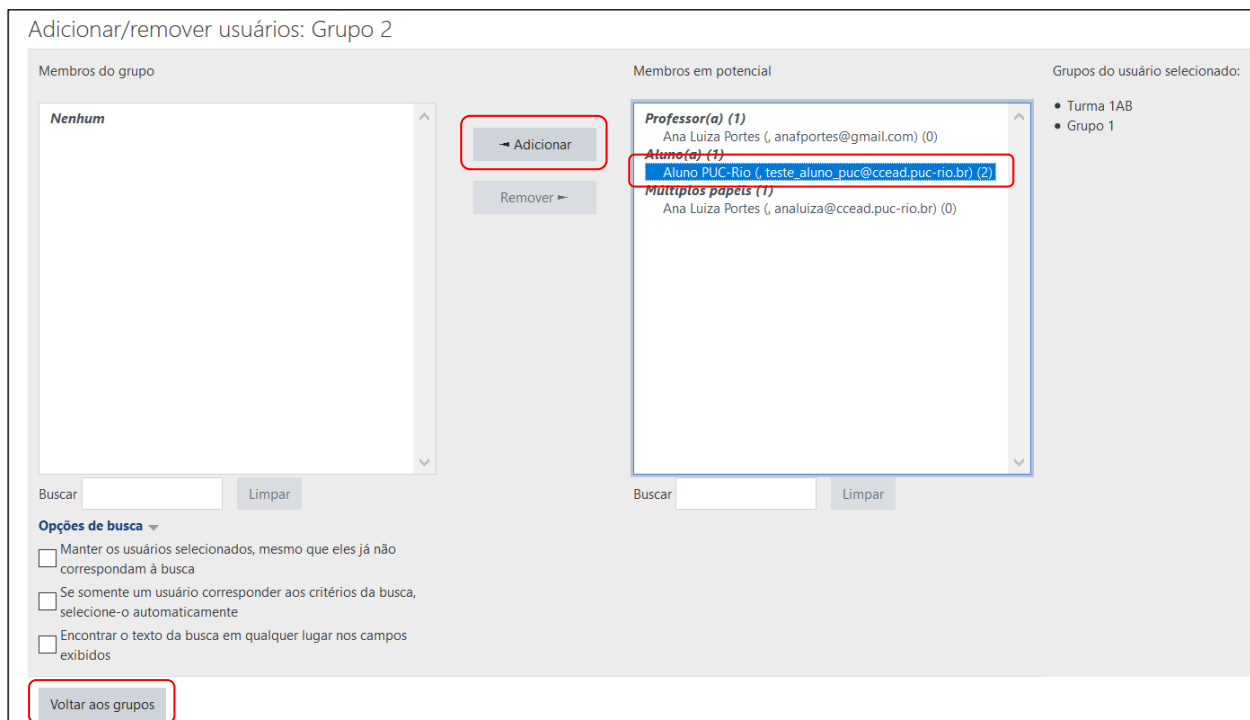 Adicionar/remover usuários: Grupo 2
Membros do grupo
Nenhum
Adicionar
Remover
Membros em potencial
Professor(a) (1)
Ana Luiza Portes (, anafportes@gmail.com) (0)
Aluno(a) (1)
Aluno PUC-Rio (, teste_aluno_puc@ccead.puc-rio.br) (2)
Múltiplos papéis (1)
Ana Luiza Portes (, analuiza@ccead.puc-rio.br) (0)
Grupos do usuário selecionado:
• Turma 1AB
• Grupo 1
Buscar
Limpar
Buscar
Limpar
Opções de busca
Manter os usuários selecionados, mesmo que eles já não
correspondam à busca
Se somente um usuário corresponder aos critérios da busca,
selecione-o automaticamente
Encontrar o texto da busca em qualquer lugar nos campos
exibidos
Voltar aos grupos